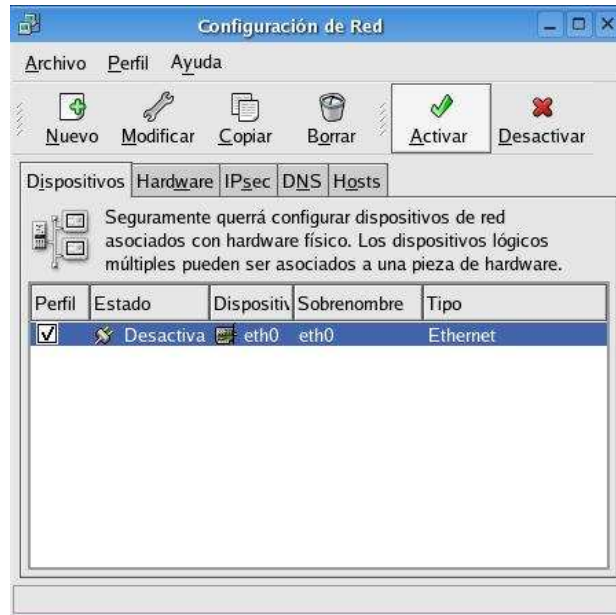 Configuración de Red
Archivo Perfil Ayuda
Nuevo Modificar Copiar Borrar Activar Desactivar
Dispositivos Hardware IPsec DNS Hosts
Seguramente querrá configurar dispositivos de red
asociados con hardware físico. Los dispositivos lógicos
múltiples pueden ser asociados a una pieza de hardware.
Perfil Estado Dispositiv Sobrenombre Tipo
Desactiva eth0 eth0 Ethernet